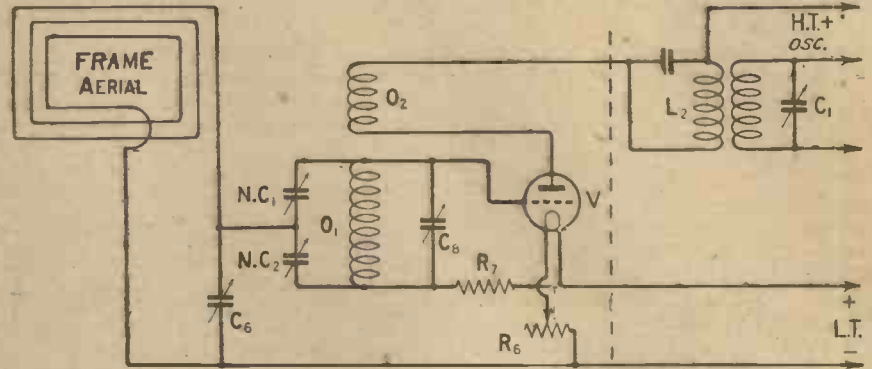 FRAME
AERIAL
H.T.+
OSC.
O₂
L₂
C₁
N.C₁
O₁
N.C₂
C₈
V
R₇
C₆
R₆
+
L.T.
−